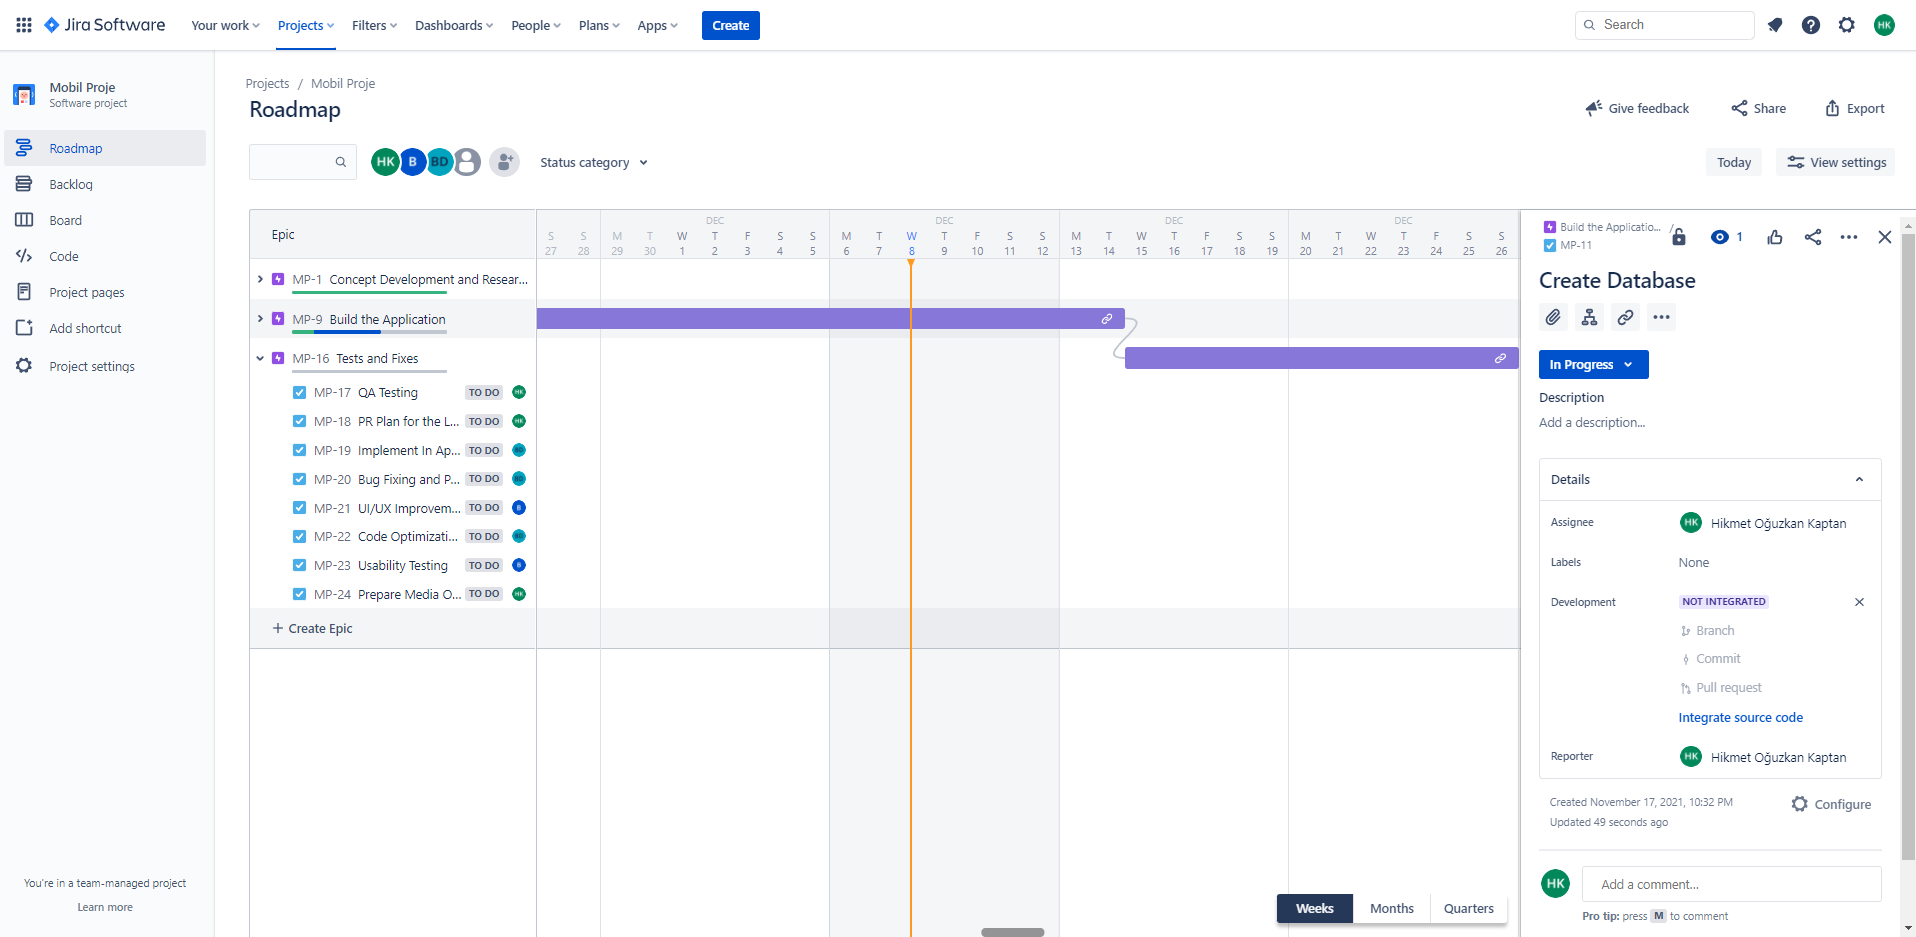 Jira Software Your work Projects Filters Dashboards People Plans Apps Create Search HK
Mobil Proje
Software project
Roadmap
Backlog
Board
Code
Project pages
Add shortcut
Project settings
You're in a team-managed project
Learn more
Projects / Mobil Proje
Roadmap
Give feedback Share Export
HK B BD Status category Today View settings
Epic
DEC DEC DEC DEC
S S M T W T F S S M T W T F S S M T W T F S S M T W T F S S
27 28 29 30 1 2 3 4 5 6 7 8 9 10 11 12 13 14 15 16 17 18 19 20 21 22 23 24 25 26
MP-1 Concept Development and Resear...
MP-9 Build the Application
MP-16 Tests and Fixes
MP-17 QA Testing TO DO HK
MP-18 PR Plan for the L... TO DO HK
MP-19 Implement In Ap... TO DO BD
MP-20 Bug Fixing and P... TO DO BD
MP-21 UI/UX Improvem... TO DO B
MP-22 Code Optimizati... TO DO BD
MP-23 Usability Testing TO DO B
MP-24 Prepare Media O... TO DO HK
+ Create Epic
Weeks Months Quarters
Build the Applicatio... /
MP-11
1
Create Database
In Progress
Description
Add a description...
Details
Assignee HK Hikmet Oğuzkan Kaptan
Labels None
Development NOT INTEGRATED
Branch
Commit
Pull request
Integrate source code
Reporter HK Hikmet Oğuzkan Kaptan
Created November 17, 2021, 10:32 PM
Configure
Updated 49 seconds ago
HK Add a comment...
Pro tip: press M to comment